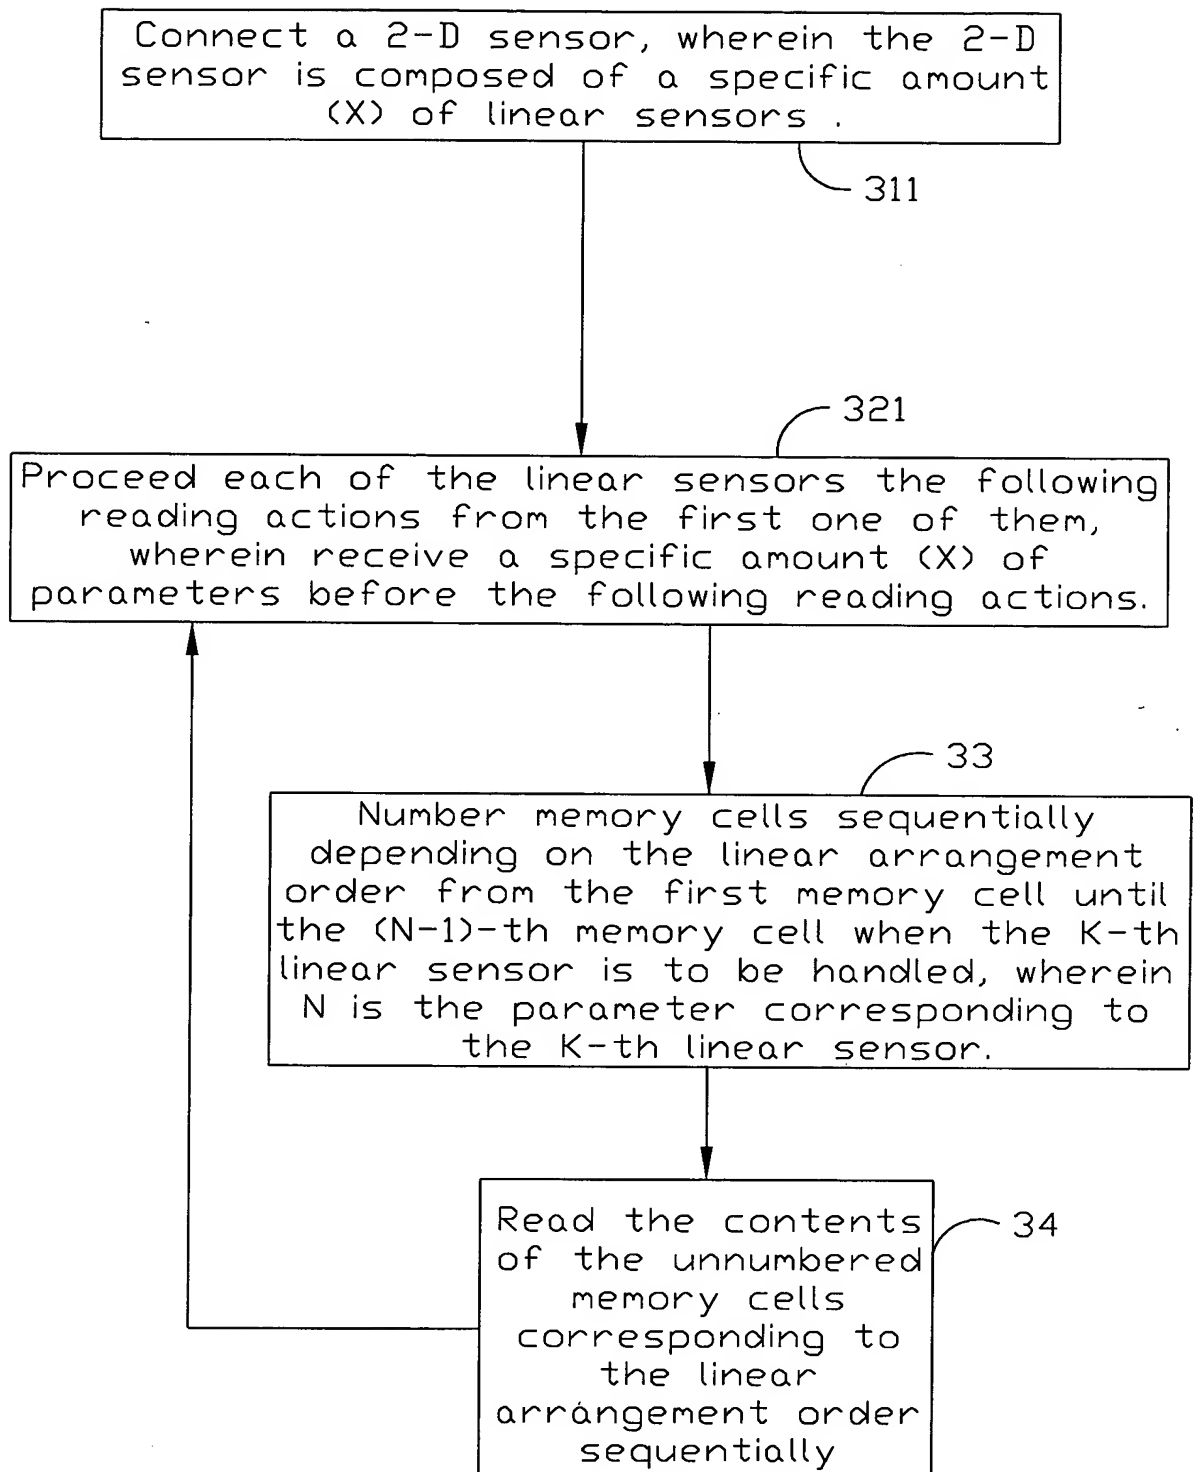 Connect a 2-D sensor, wherein the 2-D
sensor is composed of a specific amount
(X) of linear sensors .
311
321
Proceed each of the linear sensors the following
reading actions from the first one of them,
wherein receive a specific amount (X) of
parameters before the following reading actions.
33
Number memory cells sequentially
depending on the linear arrangement
order from the first memory cell until
the (N-1)-th memory cell when the K-th
linear sensor is to be handled, wherein
N is the parameter corresponding to
the K-th linear sensor.
34
Read the contents
of the unnumbered
memory cells
corresponding to
the linear
arrangement order
sequentially